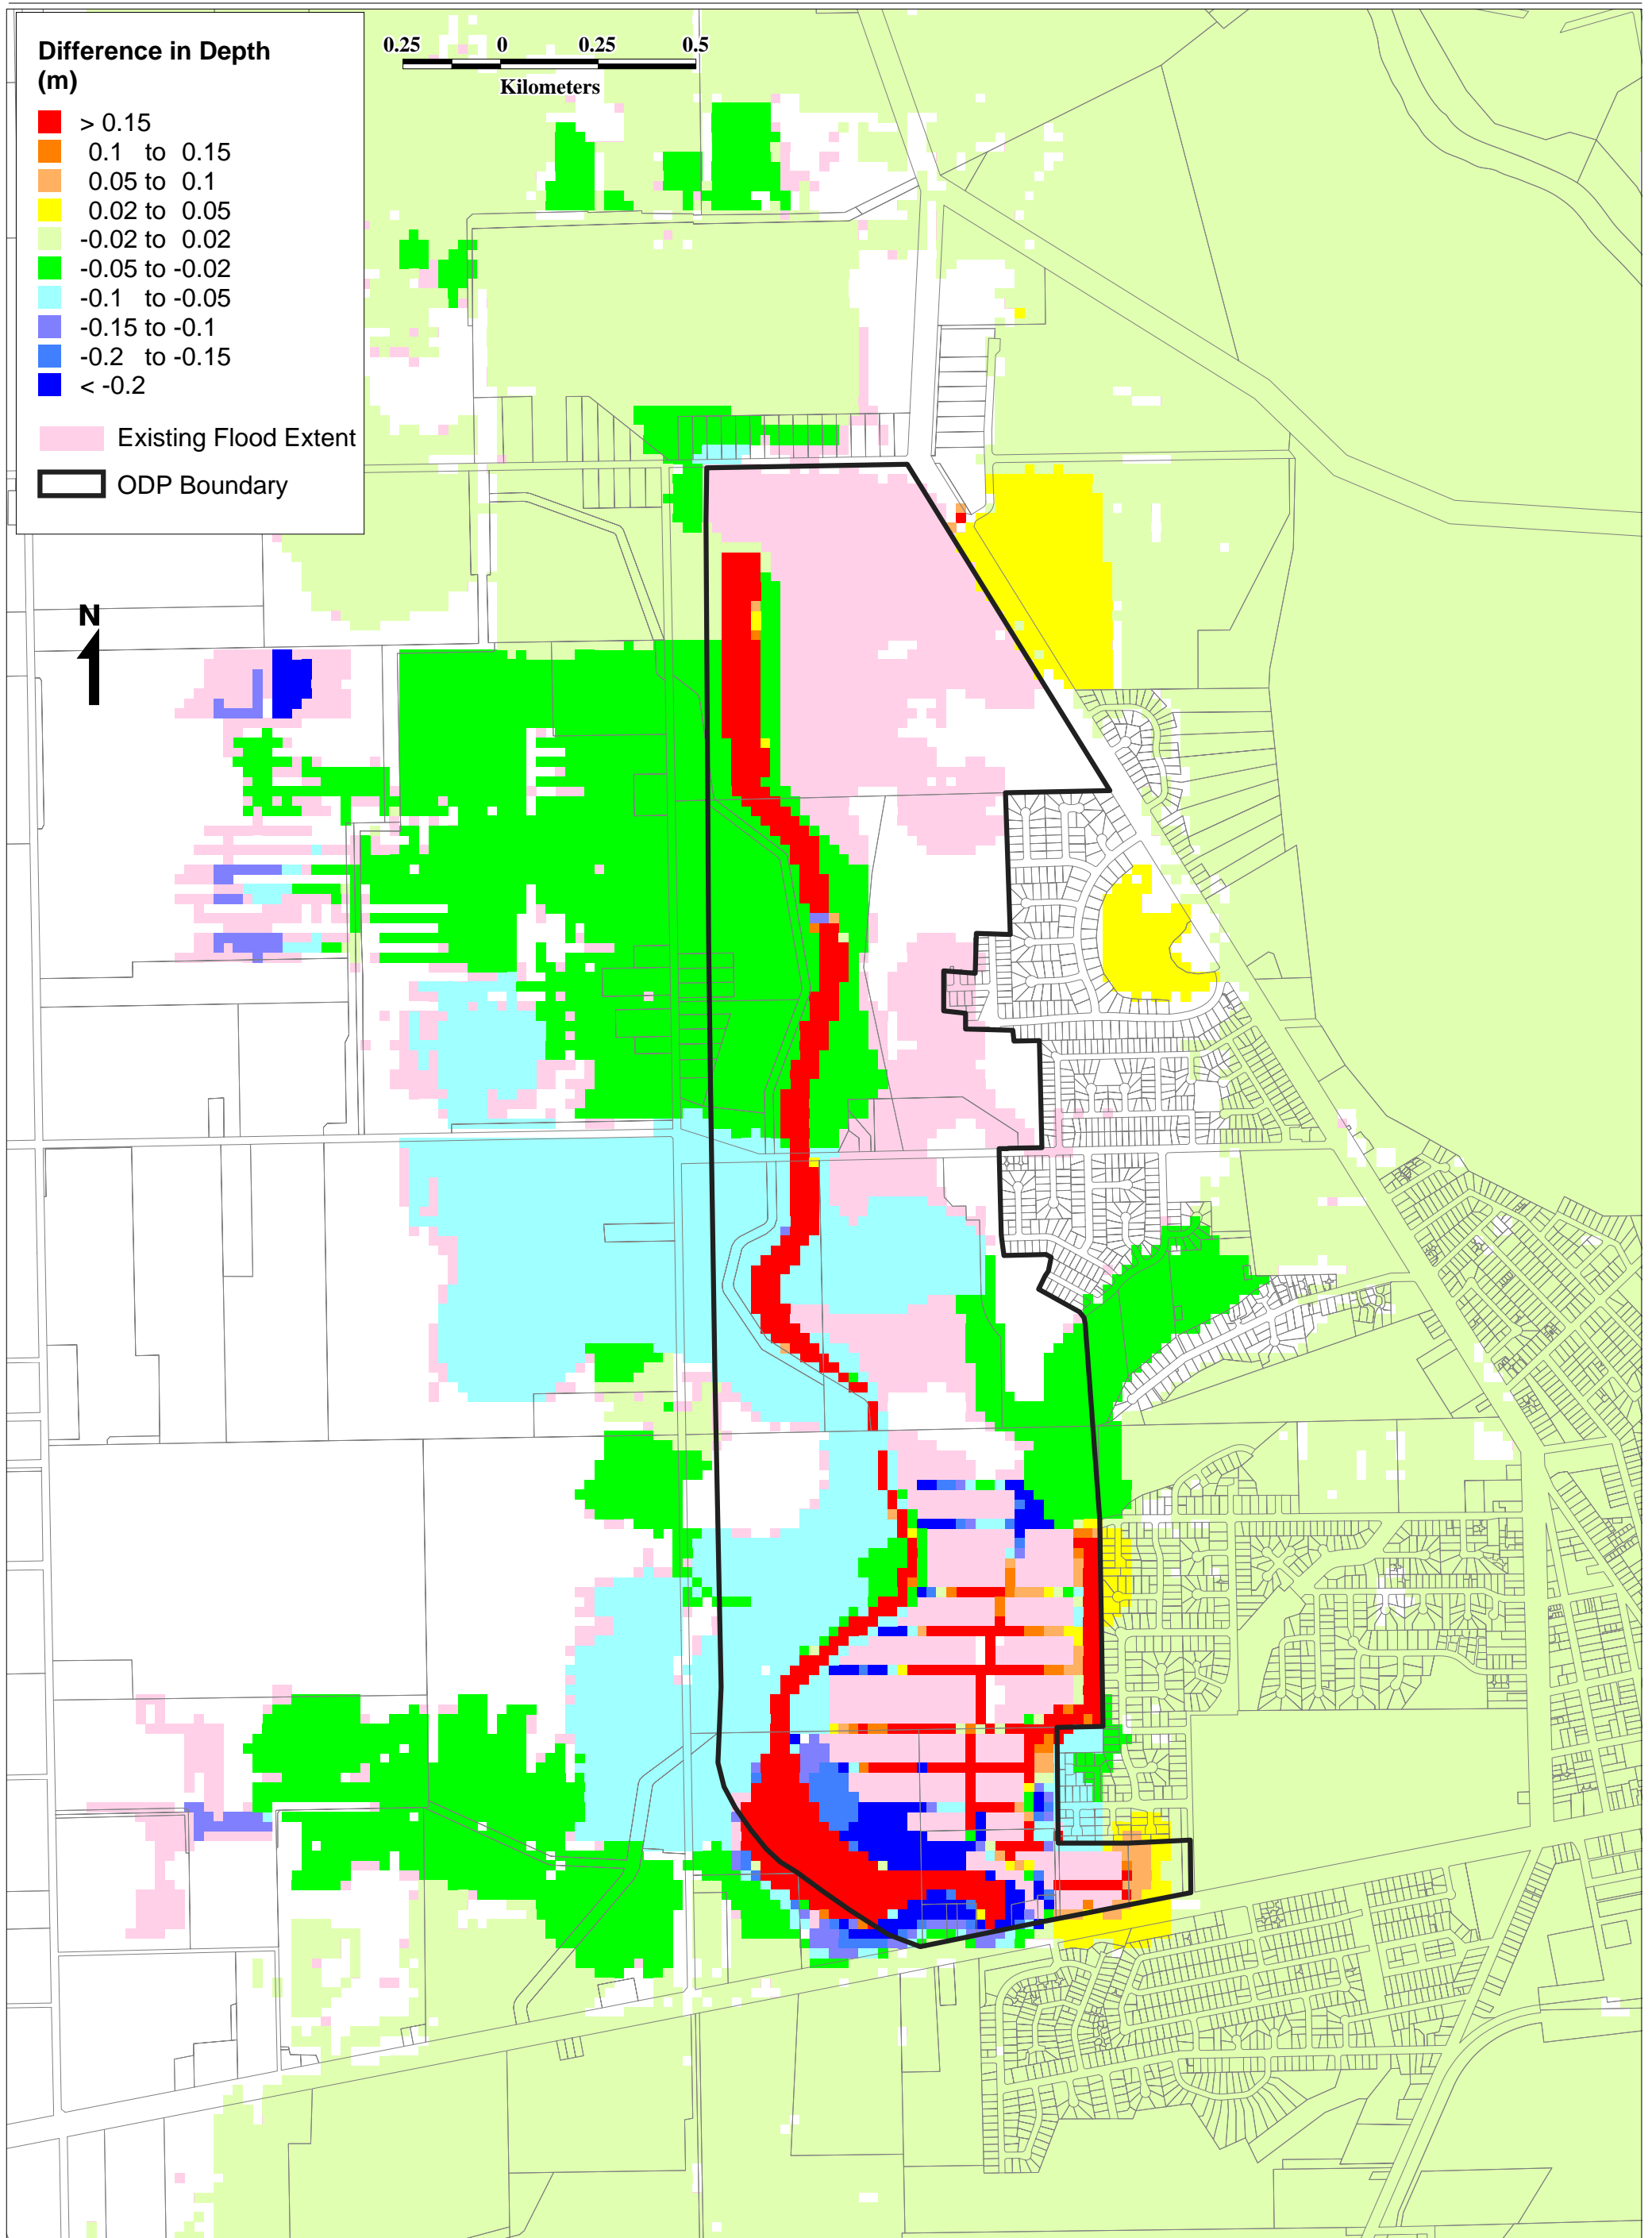 Difference in Depth
(m)
> 0.15
0.1 to 0.15
0.05 to 0.1
0.02 to 0.05
-0.02 to 0.02
-0.05 to -0.02
-0.1 to -0.05
-0.15 to -0.1
-0.2 to -0.15
< -0.2
Existing Flood Extent
ODP Boundary
0.25 0 0.25 0.5
Kilometers
N